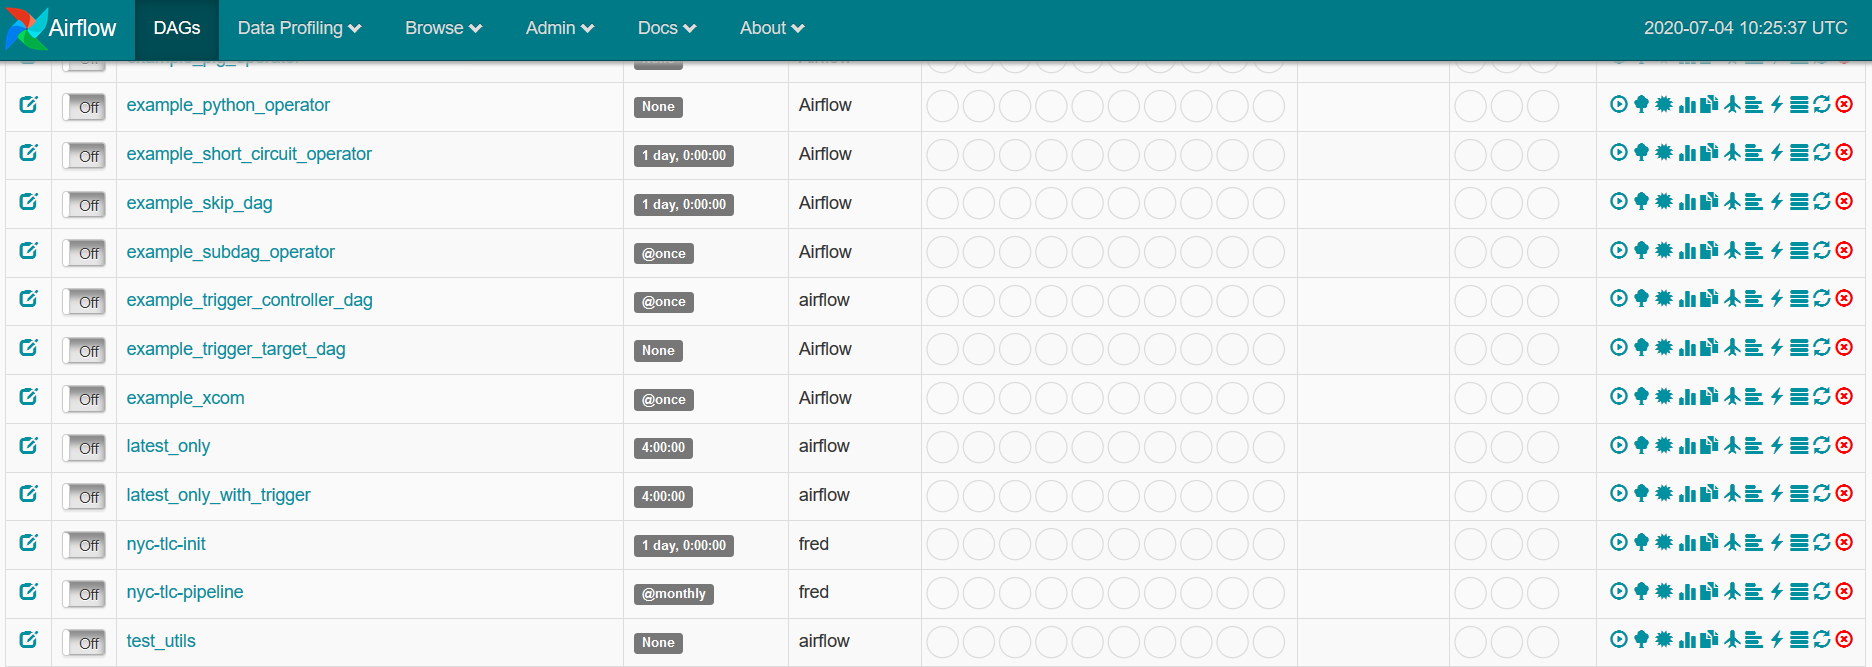 Airflow DAGs Data Profiling Browse Admin Docs About 2020-07-04 10:25:37 UTC
Off example_python_operator None Airflow
Off example_short_circuit_operator 1 day, 0:00:00 Airflow
Off example_skip_dag 1 day, 0:00:00 Airflow
Off example_subdag_operator @once Airflow
Off example_trigger_controller_dag @once airflow
Off example_trigger_target_dag None Airflow
Off example_xcom @once Airflow
Off latest_only 4:00:00 airflow
Off latest_only_with_trigger 4:00:00 airflow
Off nyc-tlc-init 1 day, 0:00:00 fred
Off nyc-tlc-pipeline @monthly fred
Off test_utils None airflow